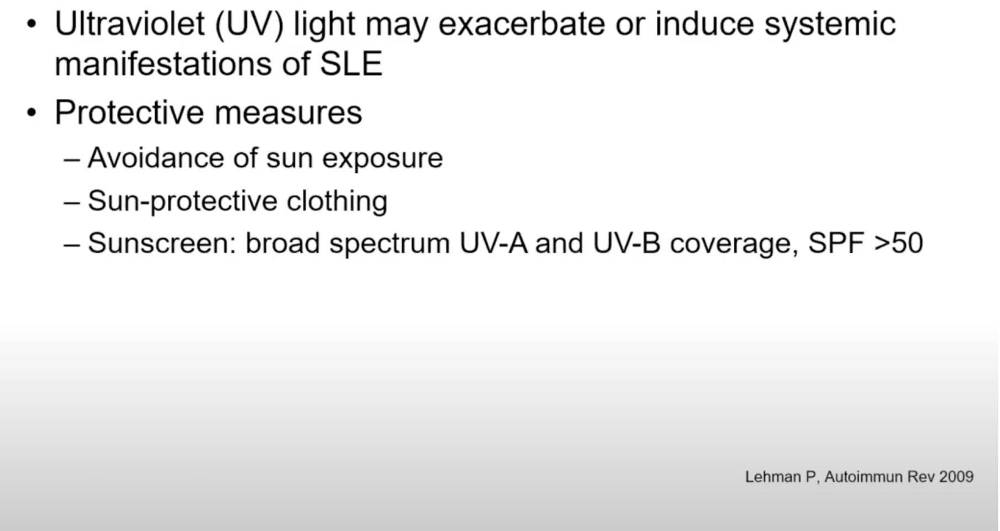 • Ultraviolet (UV) light may exacerbate or induce systemic
manifestations of SLE
• Protective measures
– Avoidance of sun exposure
– Sun-protective clothing
– Sunscreen: broad spectrum UV-A and UV-B coverage, SPF >50
Lehman P, Autoimmun Rev 2009